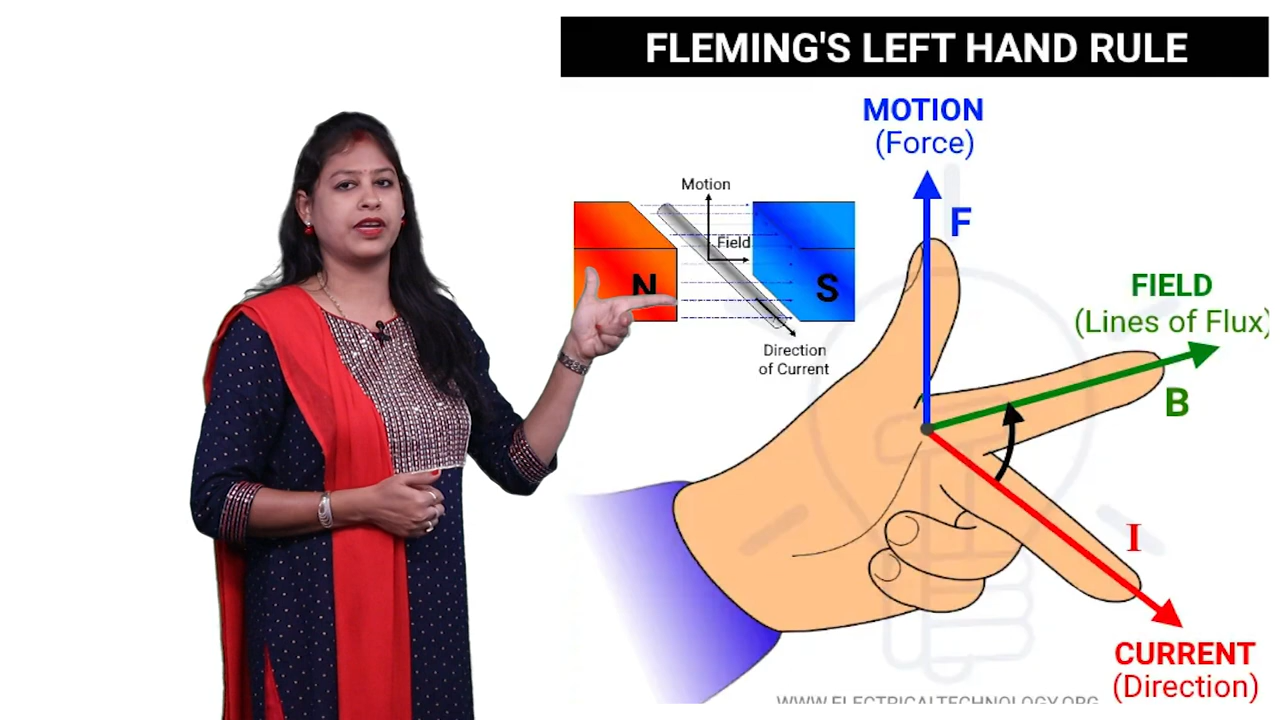 FLEMING'S LEFT HAND RULE
MOTION
(Force)
F
Motion
Field
N
S
Direction
of Current
FIELD
(Lines of Flux)
B
I
CURRENT
(Direction)
WWW.ELECTRICALTECHNOLOGY.ORG